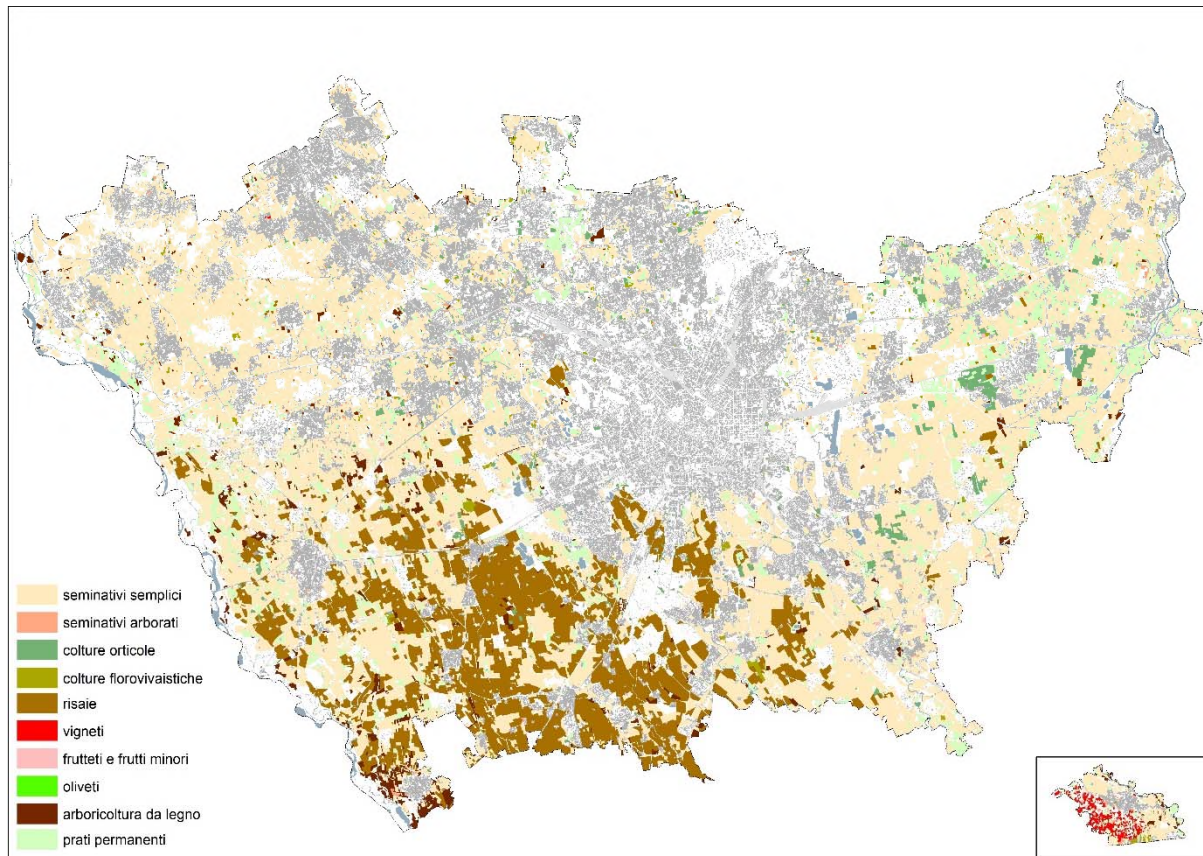 seminativi semplici
seminativi arborati
colture orticole
colture florovivaistiche
risaie
vigneti
frutteti e frutti minori
oliveti
arboricoltura da legno
prati permanenti